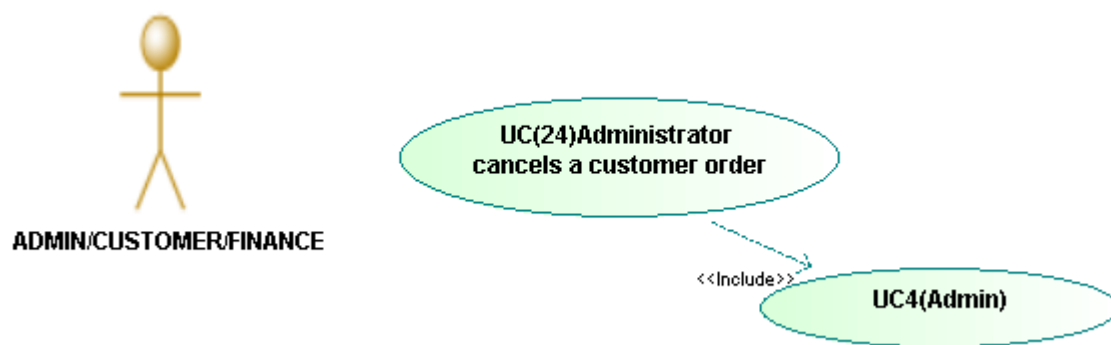 UC(24)Administrator
cancels a customer order
ADMIN/CUSTOMER/FINANCE
<<Include>>
UC4(Admin)